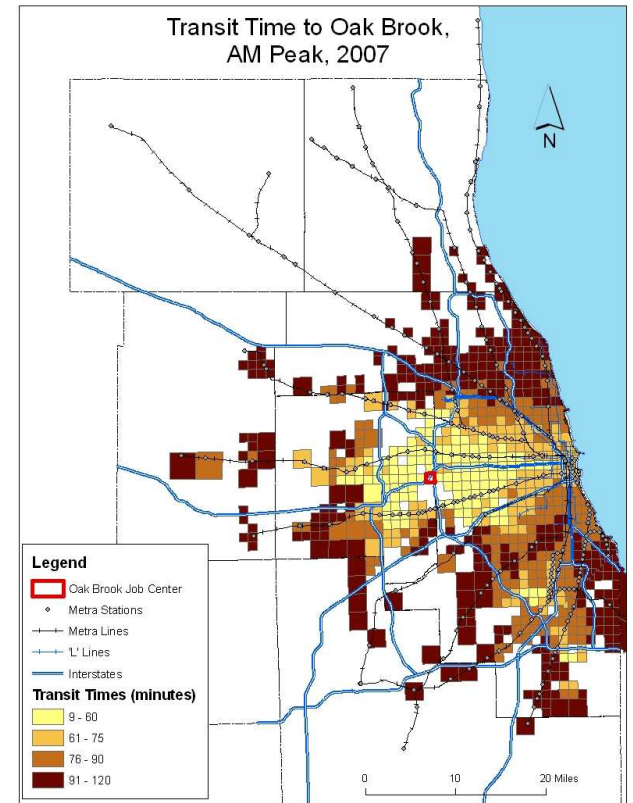 Transit Time to Oak Brook,
AM Peak, 2007
N
Legend
Oak Brook Job Center
Metra Stations
Metra Lines
'L' Lines
Interstates
Transit Times (minutes)
9 - 60
61 - 75
76 - 90
91 - 120
0 10 20 Miles